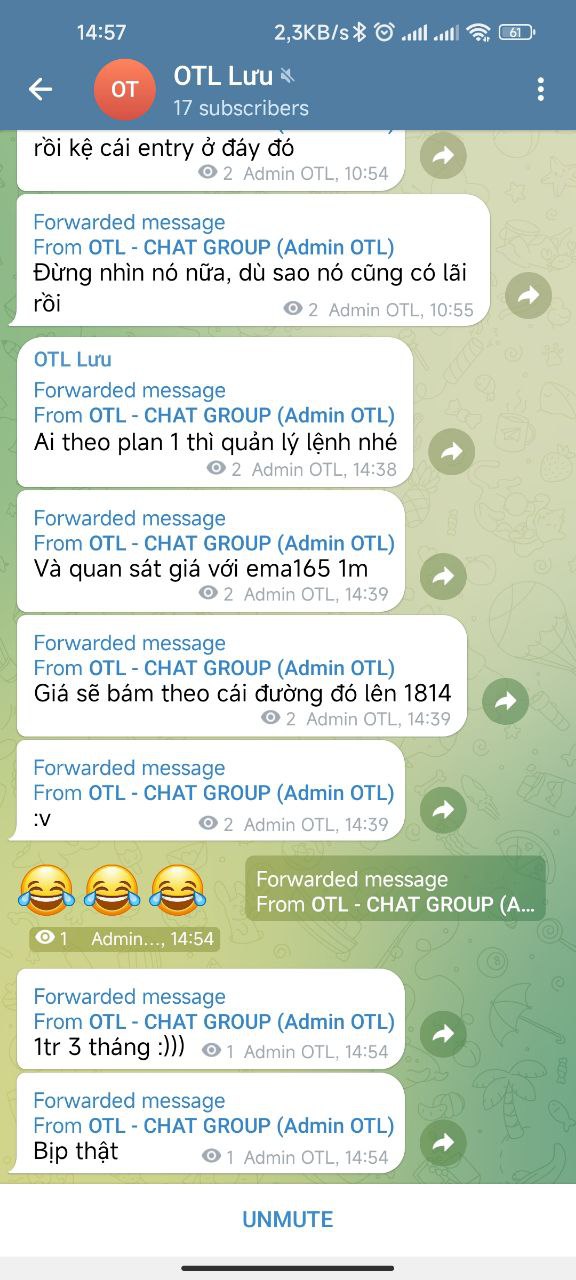 14:57
2,3KB/s
61
OT
OTL Lưu
17 subscribers
rồi kệ cái entry ở đáy đó
2 Admin OTL, 10:54
Forwarded message
From OTL - CHAT GROUP (Admin OTL)
Đừng nhìn nó nữa, dù sao nó cũng có lãi
rồi
2 Admin OTL, 10:55
OTL Lưu
Forwarded message
From OTL - CHAT GROUP (Admin OTL)
Ai theo plan 1 thì quản lý lệnh nhé
2 Admin OTL, 14:38
Forwarded message
From OTL - CHAT GROUP (Admin OTL)
Và quan sát giá với ema165 1m
2 Admin OTL, 14:39
Forwarded message
From OTL - CHAT GROUP (Admin OTL)
Giá sẽ bám theo cái đường đó lên 1814
2 Admin OTL, 14:39
Forwarded message
From OTL - CHAT GROUP (Admin OTL)
:v
2 Admin OTL, 14:39
😂😂😂
Forwarded message
From OTL - CHAT GROUP (A...
1 Admin..., 14:54
Forwarded message
From OTL - CHAT GROUP (Admin OTL)
1tr 3 tháng :)))
1 Admin OTL, 14:54
Forwarded message
From OTL - CHAT GROUP (Admin OTL)
Bịp thật
1 Admin OTL, 14:54
UNMUTE